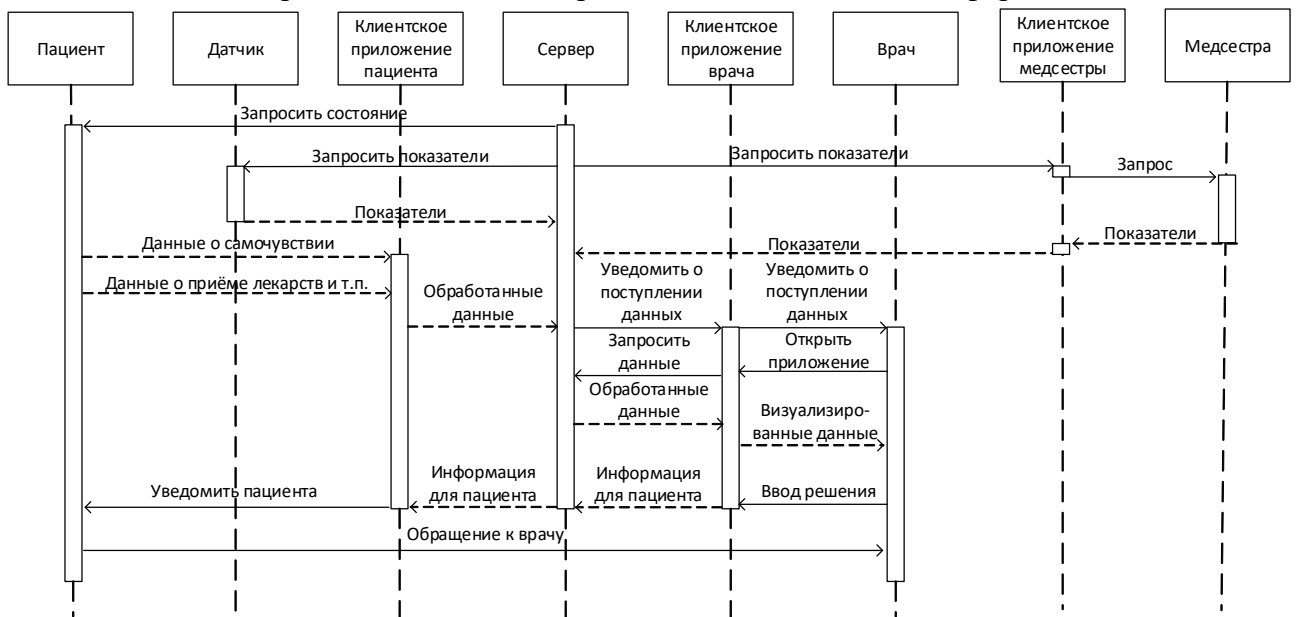 Пациент
Датчик
Клиентское
приложение
пациента
Сервер
Клиентское
приложение
врача
Врач
Клиентское
приложение
медсестры
Медсестра
Запросить состояние
Запросить показатели
Запросить показатели
Запрос
Показатели
Показатели
Данные о самочувствии
Показатели
Данные о приёме лекарств и т.п.
Обработанные
данные
Уведомить о
поступлении
данных
Уведомить о
поступлении
данных
Запросить
данные
Открыть
приложение
Обработанные
данные
Визуализиро-
ванные данные
Уведомить пациента
Информация
для пациента
Информация
для пациента
Ввод решения
Обращение к врачу